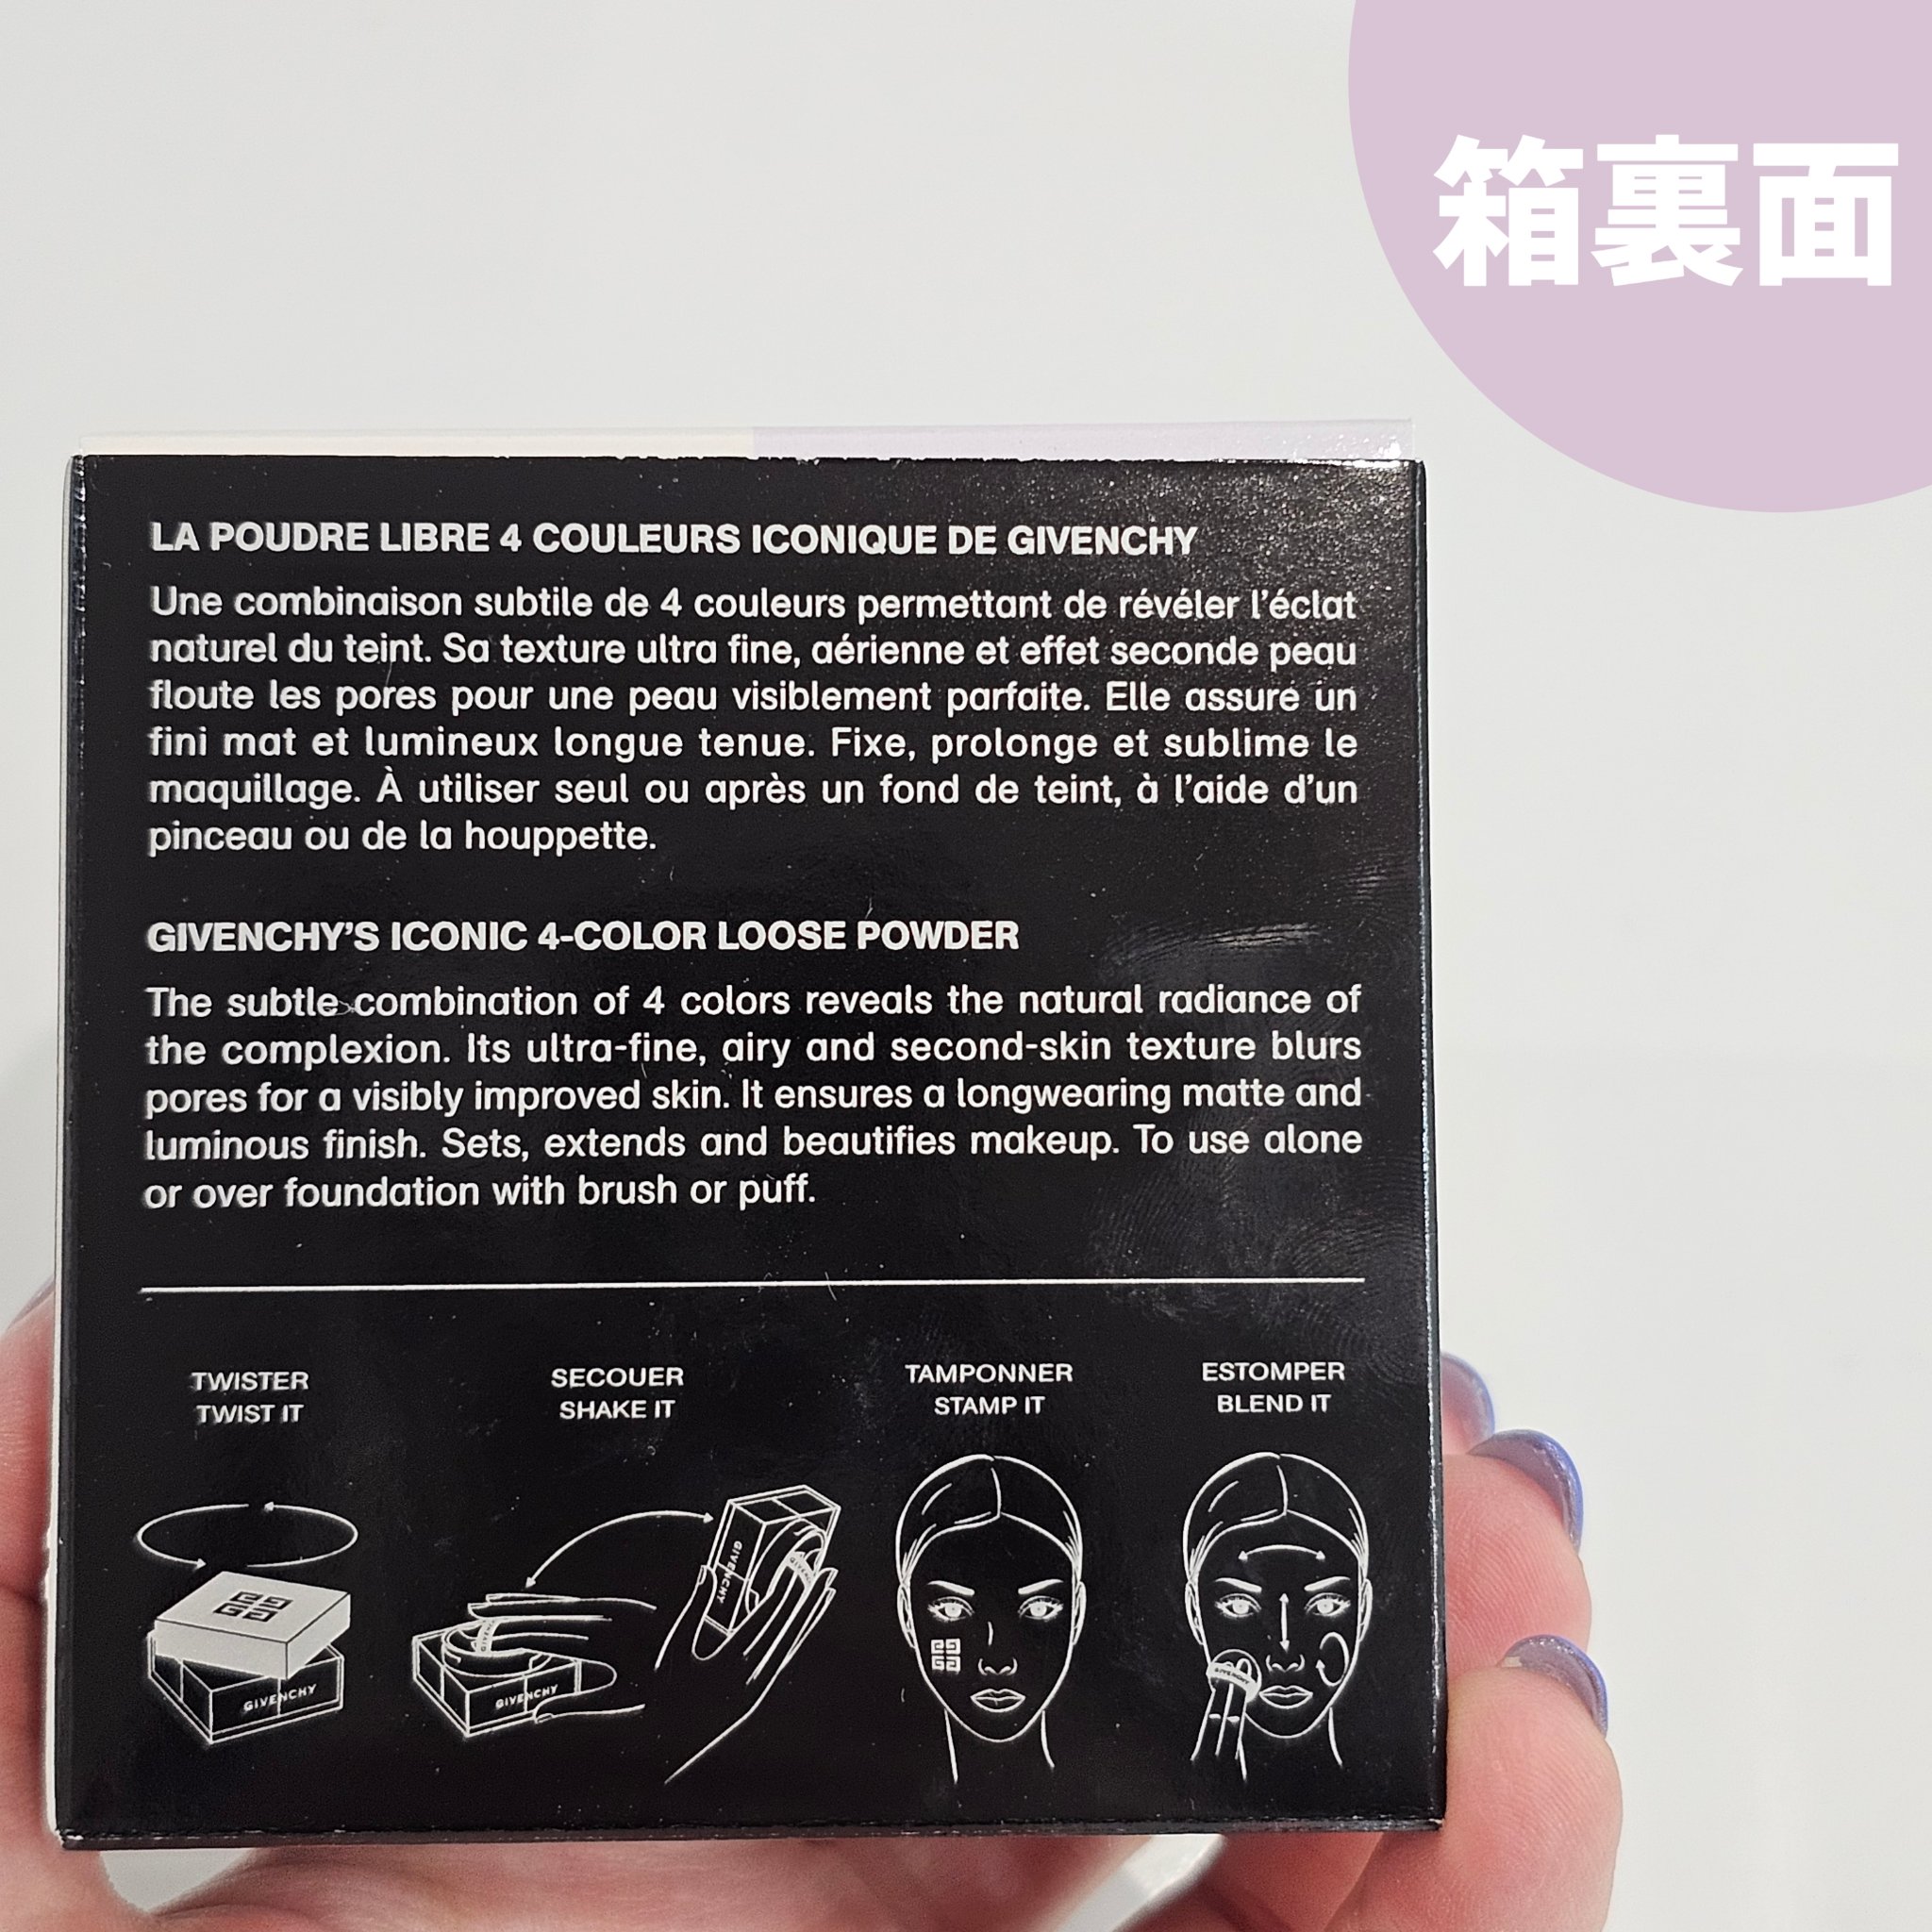 箱裏面
LA POUDRE LIBRE 4 COULEURS ICONIQUE DE GIVENCHY
Une combinaison subtile de 4 couleurs permettant de révéler l'éclat
naturel du teint. Sa texture ultra fine, aérienne et effet seconde peau
floute les pores pour une peau visiblement parfaite. Elle assure un
fini mat et lumineux longue tenue. Fixe, prolonge et sublime le
maquillage. À utiliser seul ou après un fond de teint, à l'aide d'un
pinceau ou de la houppette.
GIVENCHY'S ICONIC 4-COLOR LOOSE POWDER
The subtle combination of 4 colors reveals the natural radiance of
the complexion. Its ultra-fine, airy and second-skin texture blurs
pores for a visibly improved skin. It ensures a longwearing matte and
luminous finish. Sets, extends and beautifies makeup. To use alone
or over foundation with brush or puff.
TWISTER
TWIST IT
SECOUER
SHAKE IT
TAMPONNER
STAMP IT
ESTOMPER
BLEND IT
GIVENCHY
GIVENCHY
GIVENCHY